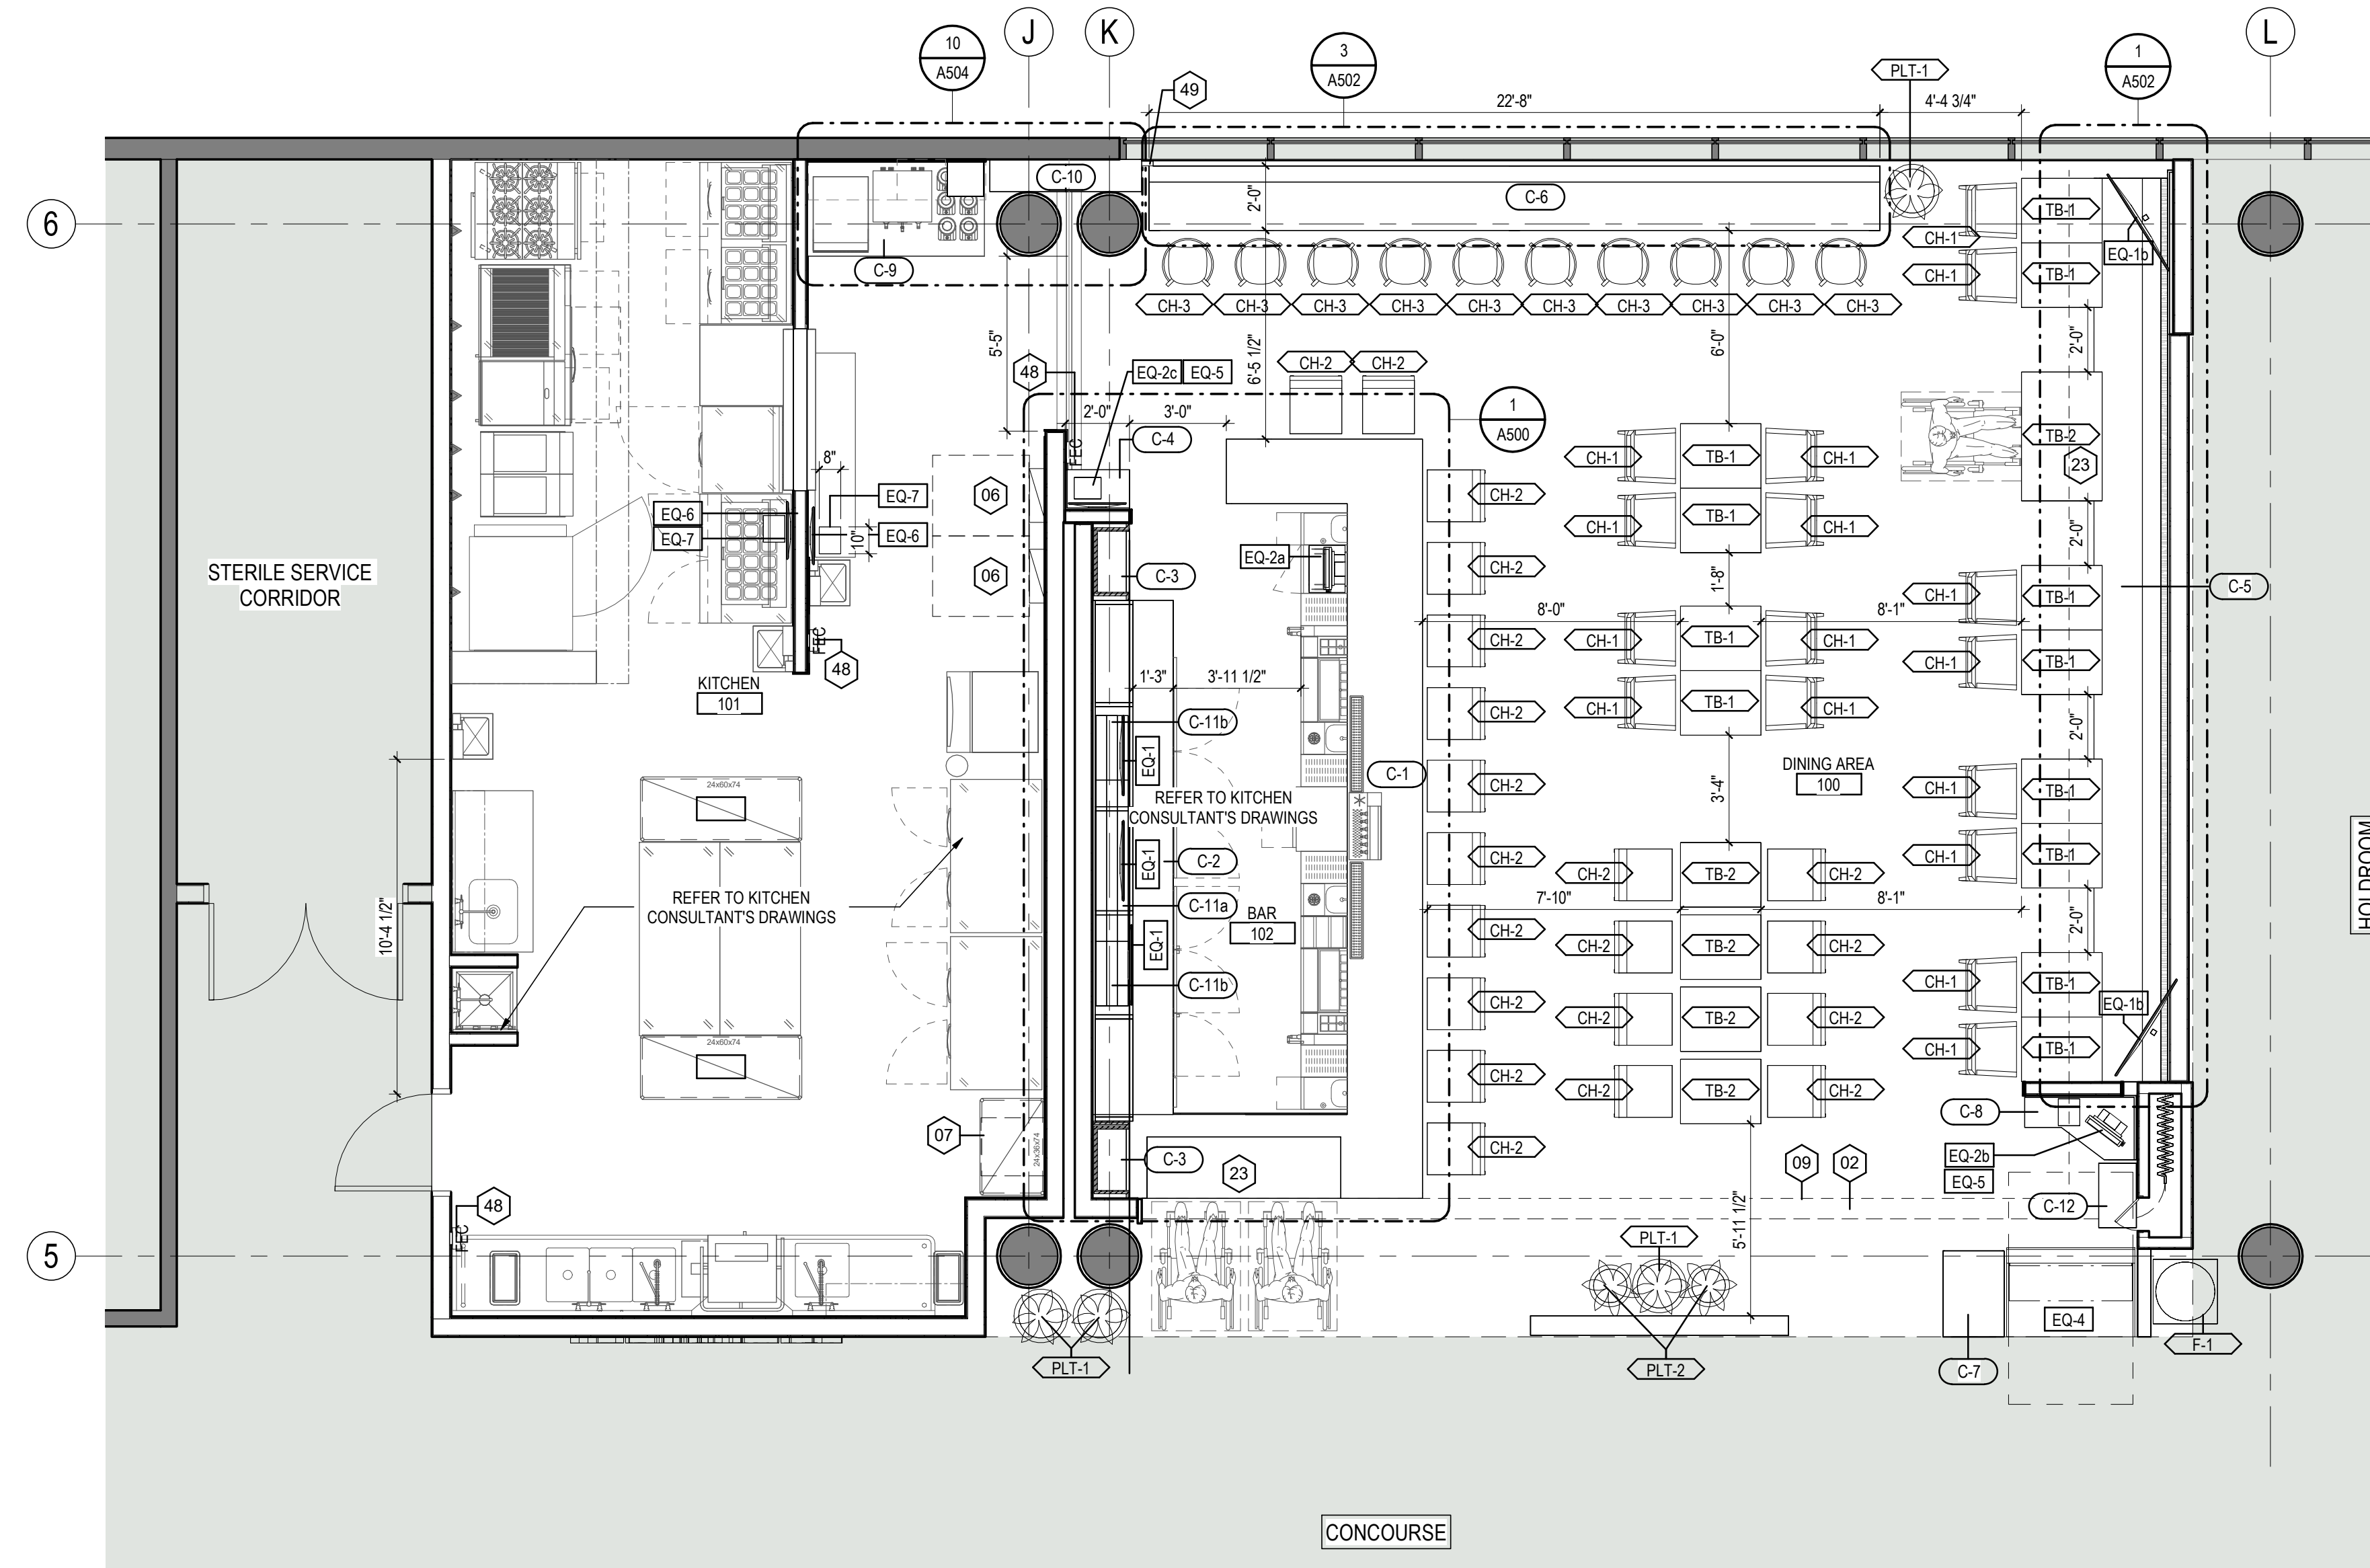 J
K
L
10
A504
3
A502
1
A502
PLT-1
49
22'-8"
4'-4 3/4"
C-10
2'-0"
C-6
TB-1
6
CH-1
EQ-1b
C-9
CH-1
TB-1
CH-3
CH-3
CH-3
CH-3
CH-3
CH-3
CH-3
CH-3
CH-3
CH-3
5'-5"
6'-5 1/2"
6'-0"
2'-0"
48
EQ-2c
EQ-5
CH-2
CH-2
2'-0"
3'-0"
1
A500
C-4
FEC
TB-2
23
8"
CH-1
TB-1
CH-1
EQ-7
06
CH-2
EQ-6
EQ-7
10"
EQ-6
CH-1
TB-1
CH-1
2'-0"
EQ-2a
STERILE SERVICE
CORRIDOR
06
C-3
CH-2
1'-8"
CH-1
TB-1
C-5
8'-0"
8'-1"
FEC
48
CH-2
CH-1
TB-1
CH-1
CH-1
TB-1
KITCHEN
101
1'-3"
3'-11 1/2"
C-11b
CH-2
CH-1
TB-1
CH-1
2'-0"
EQ-1
C-1
CH-2
3'-4"
DINING AREA
100
CH-1
TB-1
24x60x74
REFER TO KITCHEN
CONSULTANT'S DRAWINGS
EQ-1
C-2
CH-2
CH-2
TB-2
CH-2
CH-1
TB-1
HOLDROOM
REFER TO KITCHEN
CONSULTANT'S DRAWINGS
C-11a
BAR
102
7'-10"
8'-1"
2'-0"
10'-4 1/2"
EQ-1
CH-2
CH-2
TB-2
CH-2
C-11b
CH-2
CH-1
TB-1
EQ-1b
CH-2
TB-2
CH-2
24x60x74
CH-1
TB-1
CH-2
CH-2
TB-2
CH-2
C-8
07
24x36x74
CH-2
C-3
23
09
02
EQ-2b
EQ-5
48
FEC
C-12
5'-11 1/2"
PLT-1
5
EQ-4
F-1
PLT-1
PLT-2
C-7
CONCOURSE